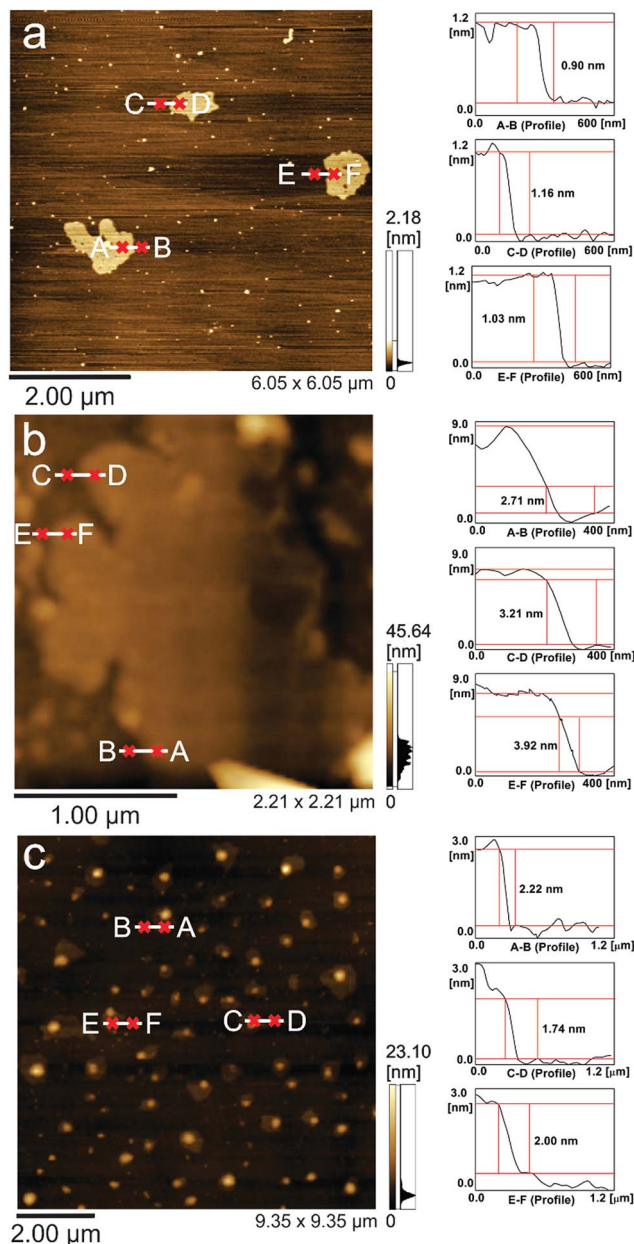 a
C D
E F
A B
2.00 μm
6.05 x 6.05 μm
2.18
[nm]
0
1.2
[nm]
0.90 nm
0.0
A-B (Profile) 600 [nm]
1.2
[nm]
1.16 nm
0.0
0.0 600 [nm]
C-D (Profile)
1.2
[nm]
1.03 nm
0.0
0.0 600 [nm]
E-F (Profile)
b
C D
E F
B A
1.00 μm
2.21 x 2.21 μm
45.64
[nm]
0
9.0
[nm]
2.71 nm
0.0
0.0 400 [nm]
A-B (Profile)
9.0
[nm]
3.21 nm
0.0
0.0 400 [nm]
C-D (Profile)
9.0
[nm]
3.92 nm
0.0
0.0 400 [nm]
E-F (Profile)
c
B A
E F C D
2.00 μm
9.35 x 9.35 μm
23.10
[nm]
0
3.0
[nm]
2.22 nm
0.0
0.0 1.2 [μm]
A-B (Profile)
3.0
[nm]
1.74 nm
0.0
0.0 1.2 [μm]
C-D (Profile)
3.0
[nm]
2.00 nm
0.0
0.0 1.2 [μm]
E-F (Profile)